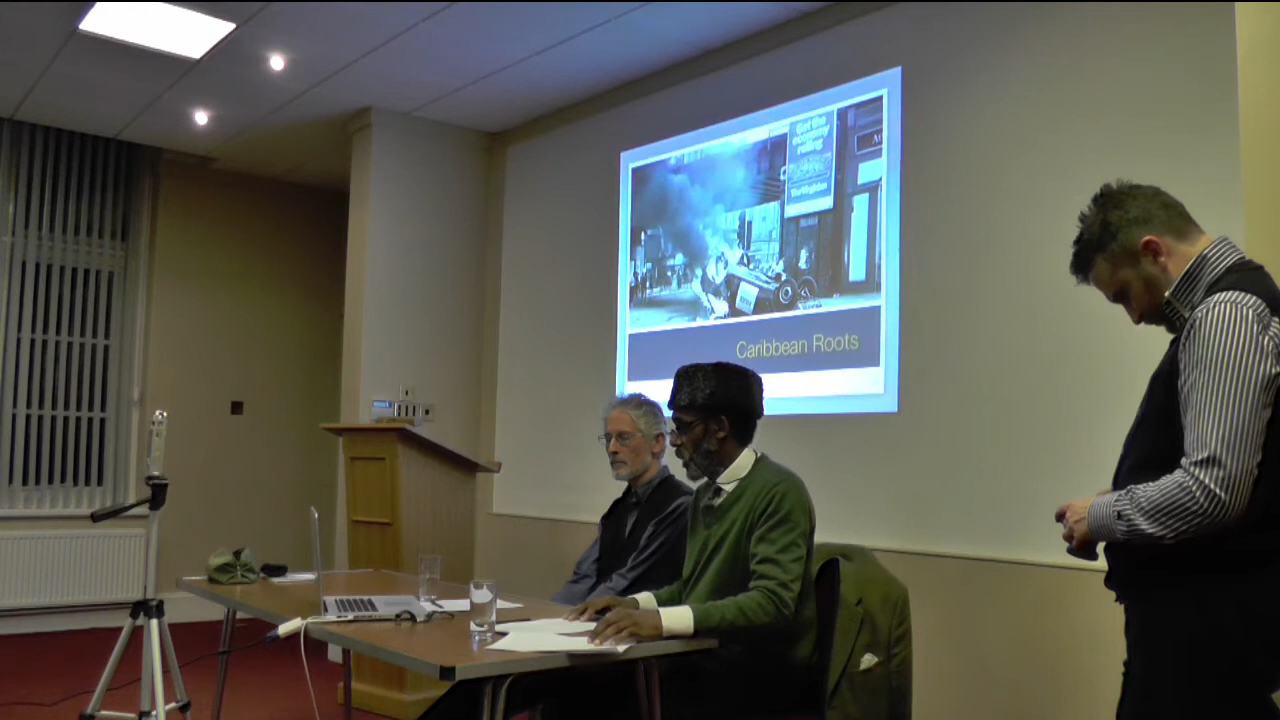 Get the
economy
rolling
Caribbean Roots